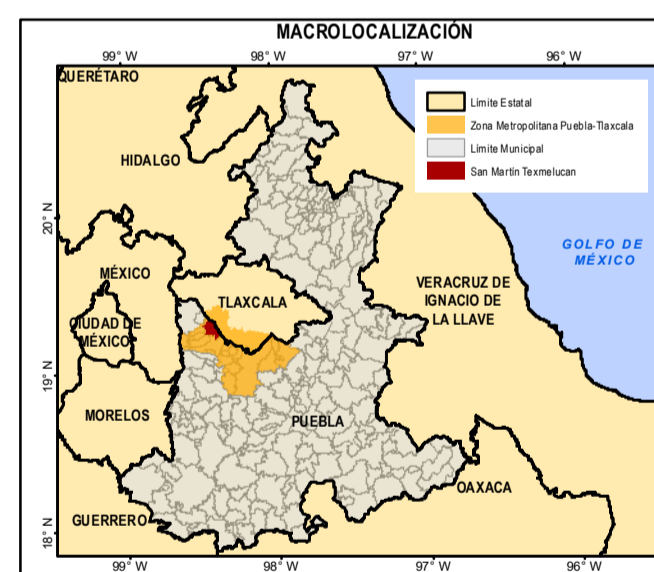 MACROLOCALIZACIÓN
99° W
98° W
97° W
96° W
QUERÉTARO
Límite Estatal
Zona Metropolitana Puebla-Tlaxcala
Límite Municipal
San Martín Texmelucan
HIDALGO
20° N
GOLFO DE
MÉXICO
MÉXICO
VERACRUZ DE
IGNACIO DE
LA LLAVE
TLAXCALA
CIUDAD DE
MÉXICO
19° N
MORELOS
PUEBLA
OAXACA
GUERRERO
18° N
99° W
98° W
97° W
96° W